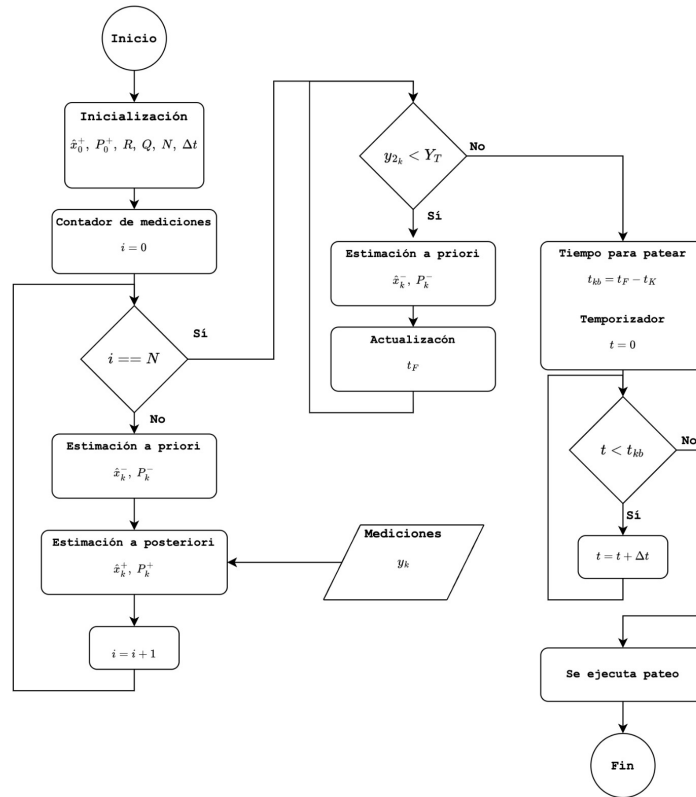 Inicio
Inicialización
x̂₀⁺, P₀⁺, R, Q, N, Δt
Contador de mediciones
i = 0
i == N
Sí
No
Estimación a priori
x̂ₖ⁻, Pₖ⁻
Estimación a posteriori
x̂ₖ⁺, Pₖ⁺
Mediciones
yₖ
i = i + 1
y₂ₖ < Y_T
No
Sí
Estimación a priori
x̂ₖ⁻, Pₖ⁻
Actualizacón
t_F
Tiempo para patear
t_kb = t_F − t_K
Temporizador
t = 0
t < t_kb
No
Sí
t = t + Δt
Se ejecuta pateo
Fin